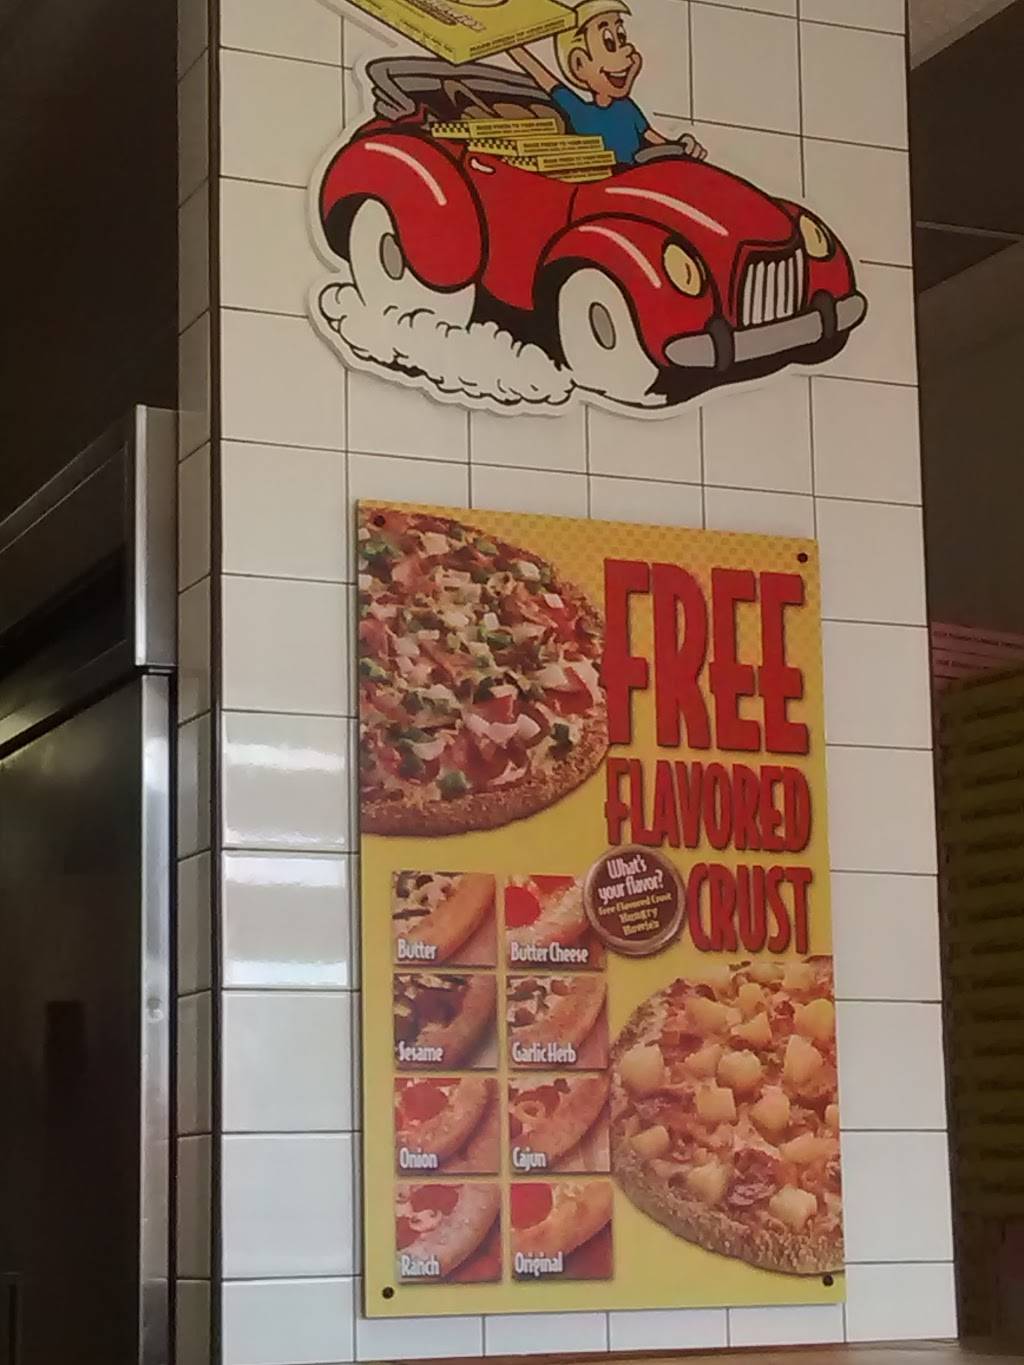 FREE
FLAVORED
CRUST
What's
your flavor?
Free Flavored Crust
Hungry
Howie's
Butter
Butter Cheese
Sesame
Garlic Herb
Onion
Cajun
Ranch
Original